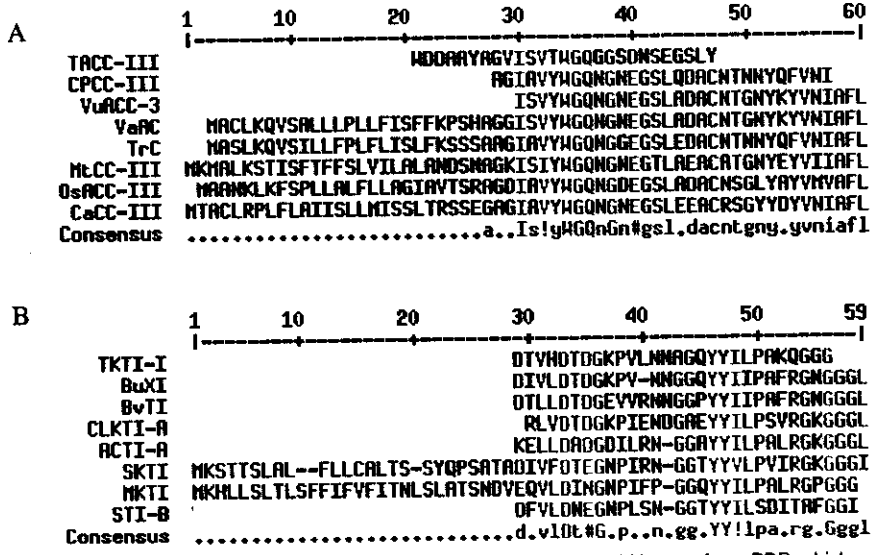 A
1 10 20 30 40 50 60
|--------+---------+---------+---------+---------+---------|
TACC-III WDDAAYAGVISVTWGQGGSDNSEGSLY
CPCC-III AGIAVYWGQNGNEGSLQDACNTNNYQFVNI
VuACC-3 ISVYWGQNGNEGSLADACNTGNYKYVNIAFL
VaAC MACLKQVSALLLPLLFISFFKPSHAGGISVYWGQNGNEGSLADACNTGNYKYVNIAFL
TrC MASLKQVSILLFPLFLISLFKSSSAAGIAVYWGQNGGEGSLEDACNTNNYQFVNIAFL
MtCC-III MKMALKSTISFTFFSLVILALANDSNAGKISIYWGQNGNEGTLAEACATGNYEYVIIAFL
OsACC-III MAANKLKFSPLLALFLLAGIAVTSRAGDIAVYWGQNGDEGSLADACNSGLYAYVMVAFL
CaCC-III MTACLRPLFLAIISLLMISSLTRSSEGAGIAVYWGQNGNEGSLEEACRSGYYDYVNIAFL
Consensus ..........................a..Is!yWGQnGn#gsl.dacntgny.yvniafl
B
1 10 20 30 40 50 59
|--------+---------+---------+---------+---------+--------|
TKTI-I DTVHDTDGKPVLNNAGQYYILPAKQGGG
BuXI DIVLDTDGKPV-NNGGQYYIIPAFRGNGGGL
BvTI DTLLDTDGEVVRNNGGPYYIIPAFRGNGGGL
CLKTI-A RLVDTDGKPIENDGAEYYILPSVRGKGGGL
ACTI-A KELLDADGDILRN-GGAYYILPALRGKGGGL
SKTI MKSTTSLAL--FLLCALTS-SYQPSATADIVFDTEGNPIRN-GGTYYVLPVIRGKGGGI
MKTI MKHLLSLTLSFFIFVFITNLSLATSNDVEQVLDINGNPIFP-GGQYYILPALRGPGGG
STI-B DFVLDNEGNPLSN-GGTYYILSDITAFGGI
Consensus ............................d.vlDt#G.p..n.gg.YY!lpa.rg.Gggl